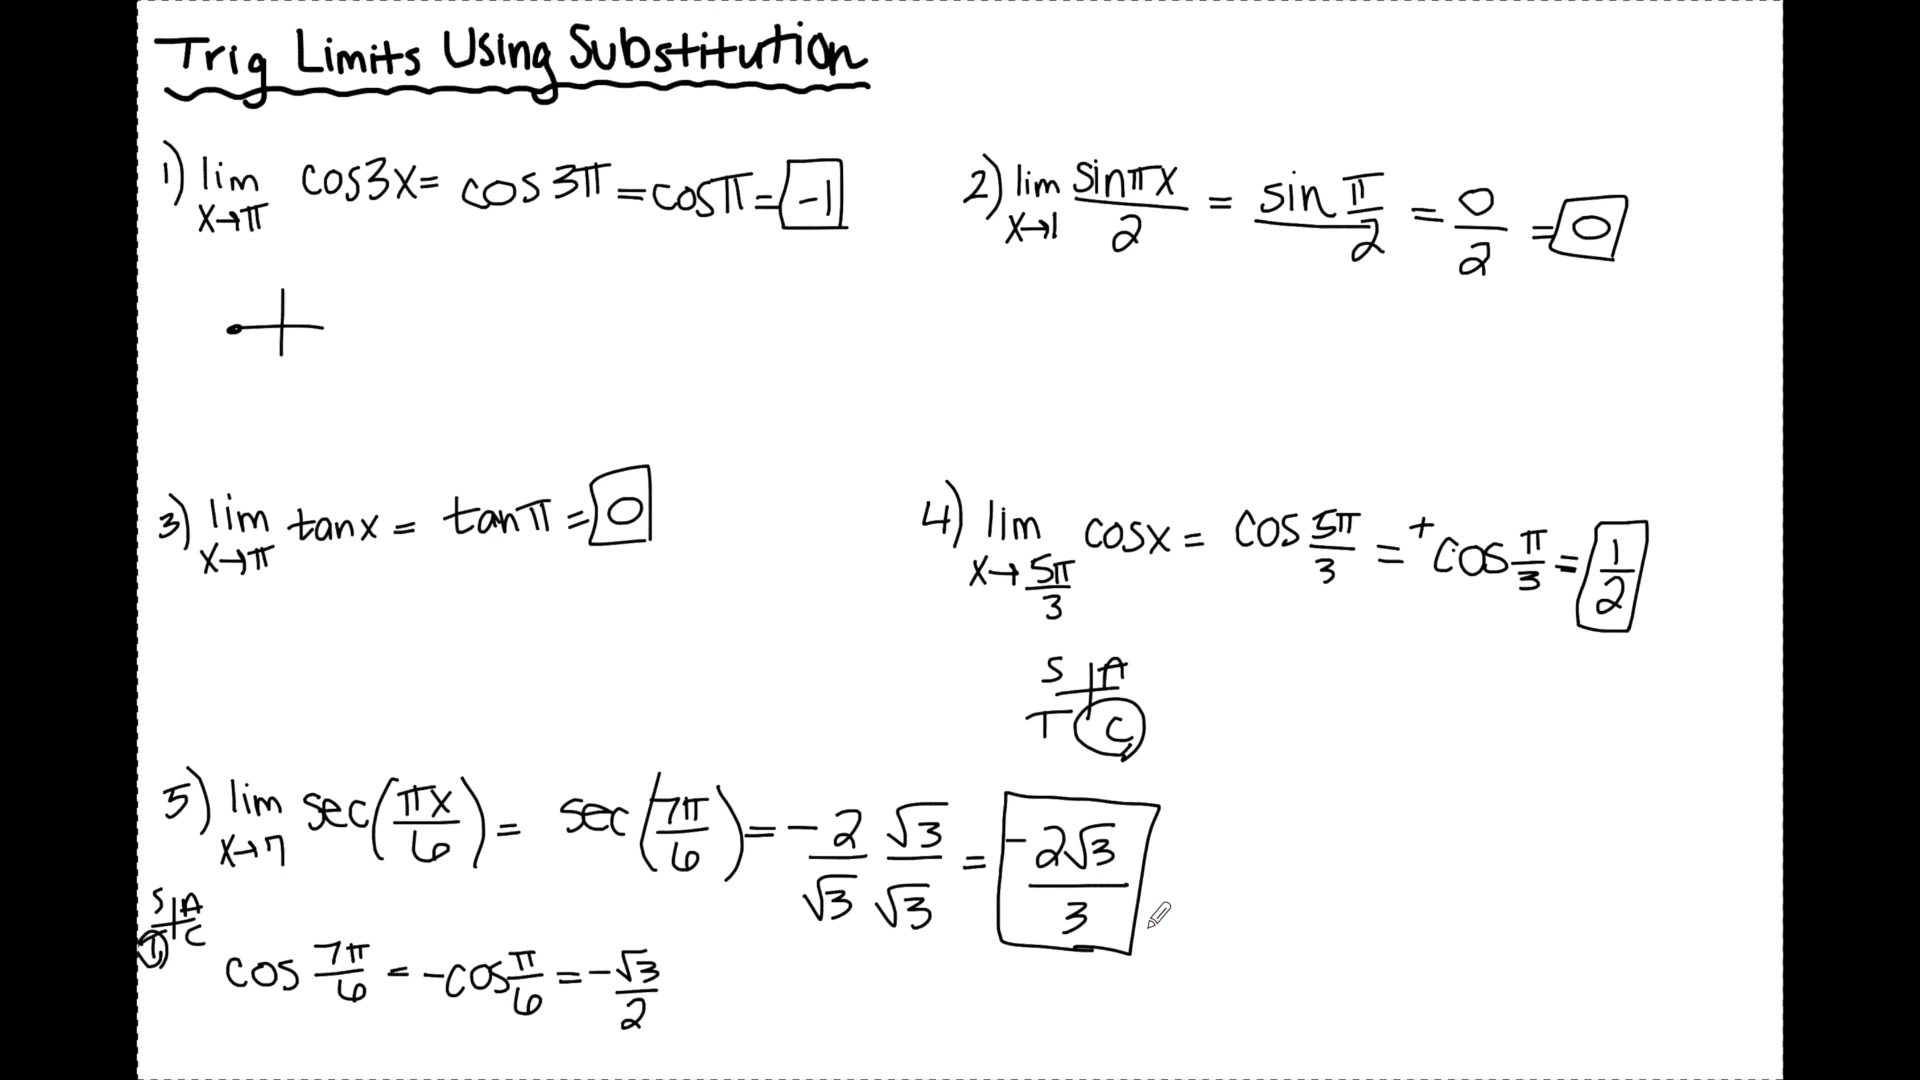 Trig Limits Using Substitution
1) lim x→π cos3x = cos 3π = cosπ = -1
2) lim x→1 sinπx/2 = sin π/2 = 0/2 = 0
3) lim x→π tanx = tanπ = 0
4) lim x→5π/3 cosx = cos 5π/3 = +cos π/3 = 1/2
S A
T C
5) lim x→7 sec(πx/6) = sec(7π/6) = -2/√3 √3/√3 = -2√3/3
S A
T C
cos 7π/6 = -cos π/6 = -√3/2